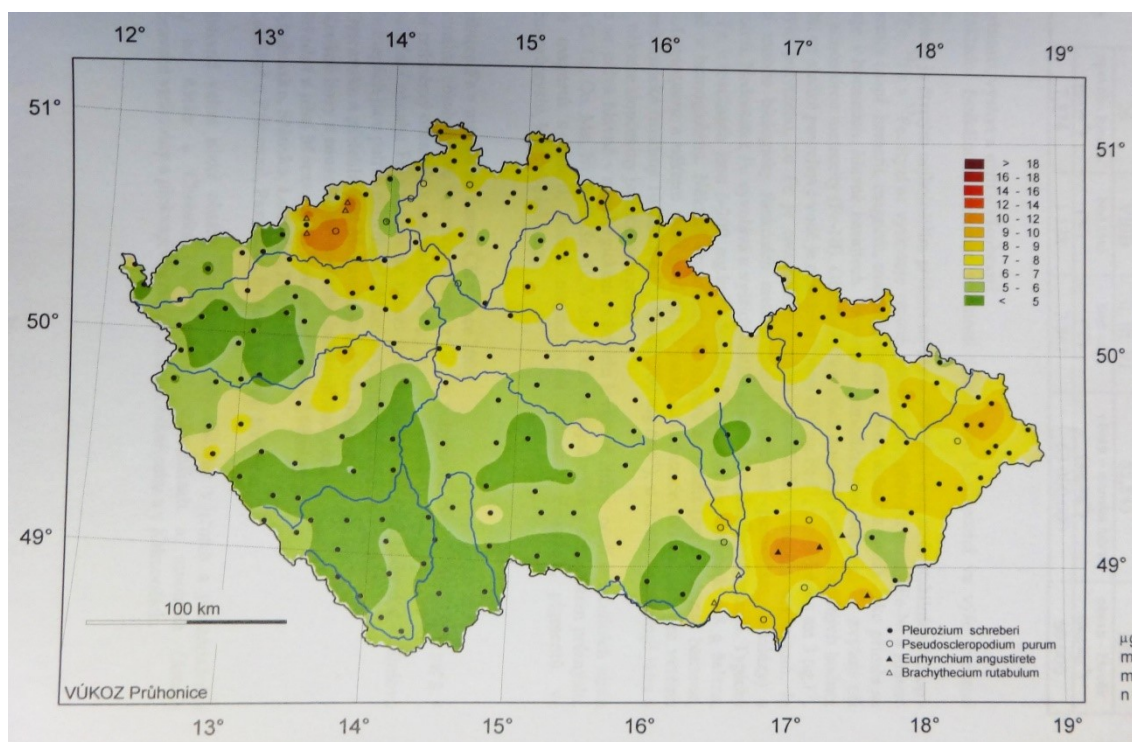 12° 13° 14° 15° 16° 17° 18° 19°
51° 51°
> 18
16 - 18
14 - 16
12 - 14
10 - 12
9 - 10
8 - 9
7 - 8
6 - 7
5 - 6
< 5
50° 50°
49° 49°
100 km
Pleurozium schreberi
Pseudoscleropodium purum
Eurhynchium angustirete
Brachythecium rutabulum
µg
m
m
n
VÚKOZ Průhonice
13° 14° 15° 16° 17° 18° 19°